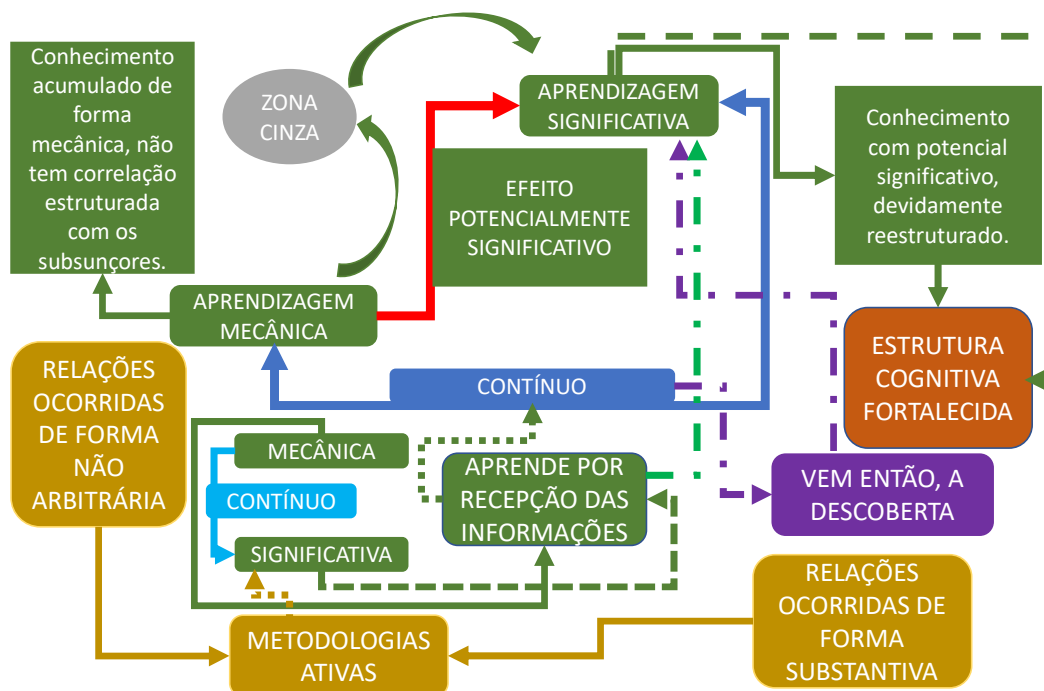 Conhecimento
acumulado de
forma
mecânica, não
tem correlação
estruturada
com os
subsunçores.
ZONA
CINZA
APRENDIZAGEM
SIGNIFICATIVA
EFEITO
POTENCIALMENTE
SIGNIFICATIVO
Conhecimento
com potencial
significativo,
devidamente
reestruturado.
APRENDIZAGEM
MECÂNICA
ESTRUTURA
COGNITIVA
FORTALECIDA
RELAÇÕES
OCORRIDAS
DE FORMA
NÃO
ARBITRÁRIA
CONTÍNUO
MECÂNICA
CONTÍNUO
SIGNIFICATIVA
APRENDE POR
RECEPÇÃO DAS
INFORMAÇÕES
VEM ENTÃO, A
DESCOBERTA
METODOLOGIAS
ATIVAS
RELAÇÕES
OCORRIDAS DE
FORMA
SUBSTANTIVA